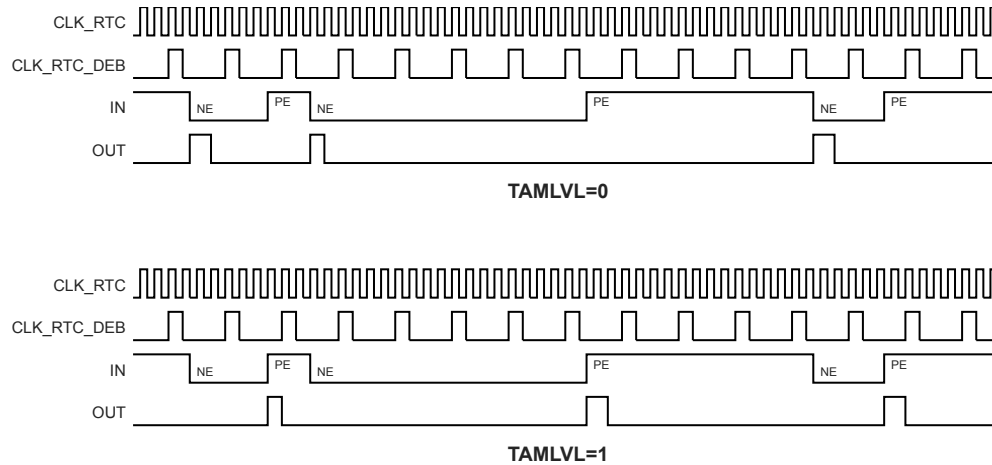 CLK_RTC
CLK_RTC_DEB
IN NE PE NE PE NE PE
OUT
TAMLVL=0
CLK_RTC
CLK_RTC_DEB
IN NE PE NE PE NE PE
OUT
TAMLVL=1